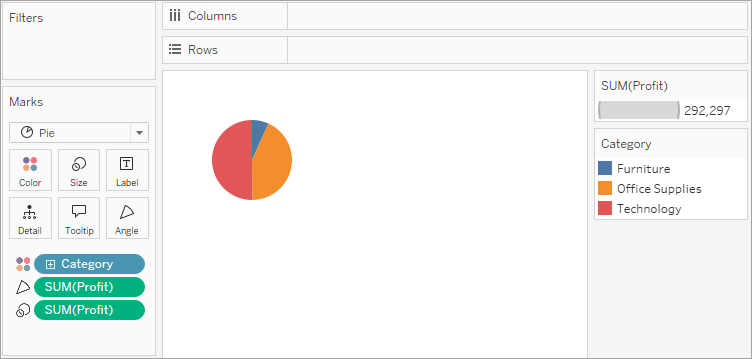 Filters
Columns
Rows
Marks
Pie
Color
Size
Label
Detail
Tooltip
Angle
Category
SUM(Profit)
SUM(Profit)
SUM(Profit)
292,297
Category
Furniture
Office Supplies
Technology